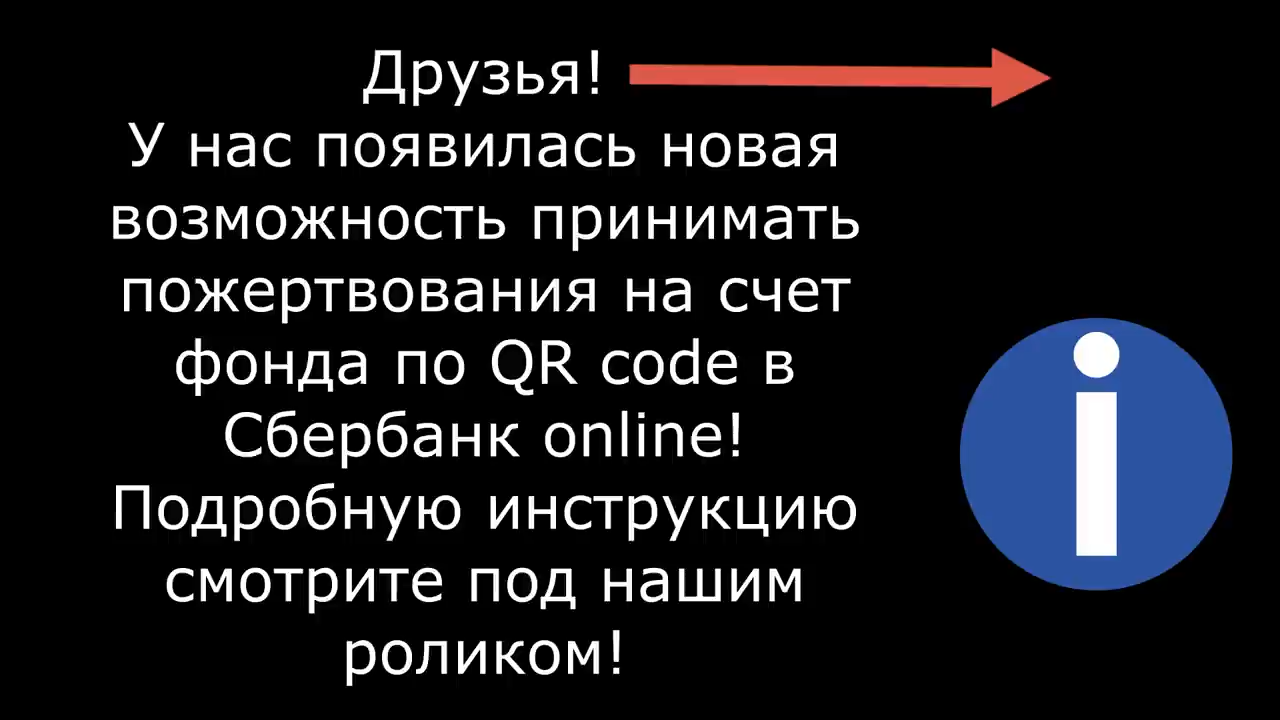 Друзья!
У нас появилась новая
возможность принимать
пожертвования на счет
фонда по QR code в
Сбербанк online!
Подробную инструкцию
смотрите под нашим
роликом!
i